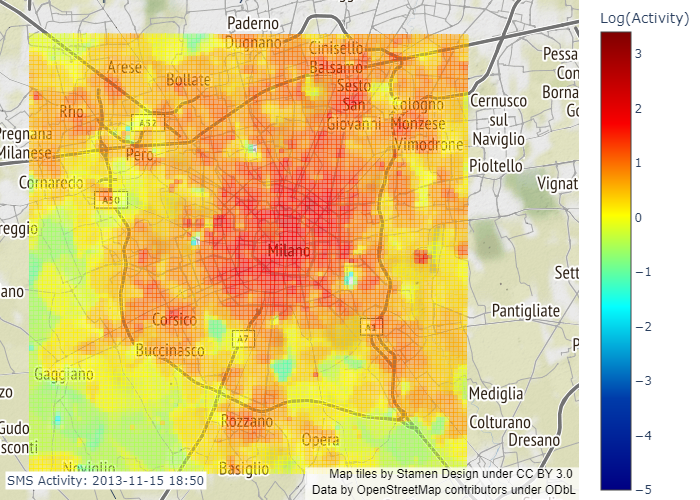 Log(Activity)
Paderno
Dugnano
Cinisello
Balsamo
Arese
Bollate
Sesto
San
Giovanni
Cologno
Monzese
Vimodrone
Pessa
Con
Borna
Go
Cernusco
sul
Naviglio
Pioltello
Vignat
Rho
A52
Pregnana
Milanese
Pero
Cornaredo
A50
reggio
Milano
ano
Sett
Pantigliate
P
Corsico
A7
A1
Buccinasco
Gaggiano
zo
Mediglia
Gudo
sconti
Rozzano
Opera
Colturano
Dresano
Noviglio
Basiglio
SMS Activity: 2013-11-15 18:50
Map tiles by Stamen Design under CC BY 3.0
Data by OpenStreetMap contributors under ODbL
3
2
1
0
−1
−2
−3
−4
−5